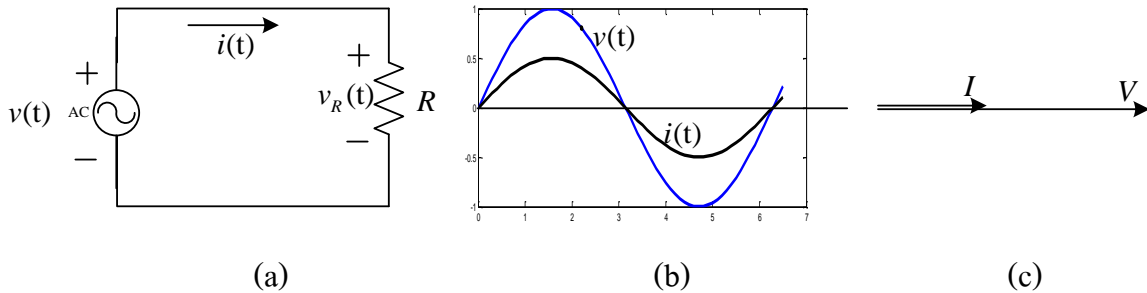 i(t)
+
v(t)
AC
−
+
v_R(t)
R
−
1
0.5
0
-0.5
-1
0
1
2
3
4
5
6
7
v(t)
i(t)
I
V
(a)
(b)
(c)